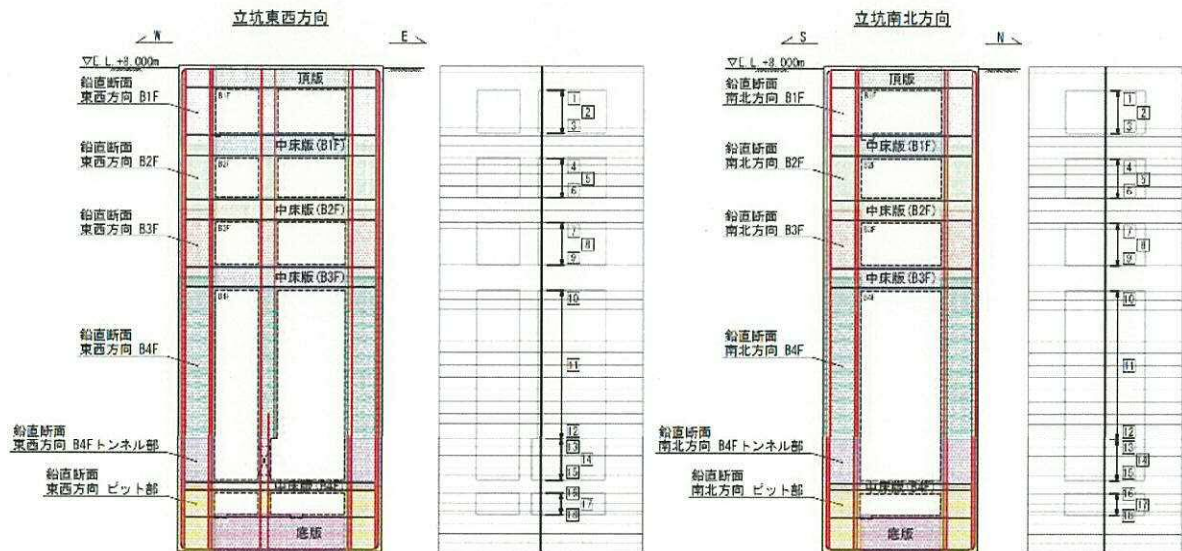 立坑東西方向
W
E
▽E.L.+8.000m
頂版
鉛直断面
東西方向 B1F
B1F
中床版(B1F)
鉛直断面
東西方向 B2F
B2F
中床版(B2F)
鉛直断面
東西方向 B3F
B3F
中床版(B3F)
鉛直断面
東西方向 B4F
B4F
鉛直断面
東西方向 B4Fトンネル部
中床版(B4F)
鉛直断面
東西方向 ピット部
底版
1
2
3
4
5
6
7
8
9
10
11
12
13
14
15
16
17
18
立坑南北方向
S
N
▽E.L.+8.000m
頂版
鉛直断面
南北方向 B1F
B1F
中床版(B1F)
鉛直断面
南北方向 B2F
B2F
中床版(B2F)
鉛直断面
南北方向 B3F
B3F
中床版(B3F)
鉛直断面
南北方向 B4F
B4F
鉛直断面
南北方向 B4Fトンネル部
中床版(B4F)
鉛直断面
南北方向 ピット部
底版
1
2
3
4
5
6
7
8
9
10
11
12
13
14
15
16
17
18